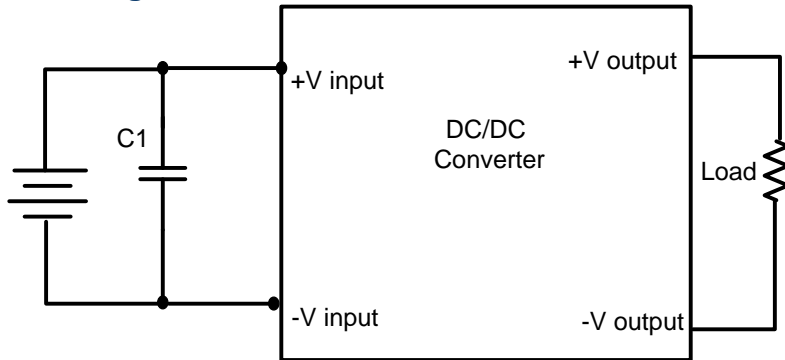 +V input
+V output
C1
DC/DC
Converter
Load
-V input
-V output